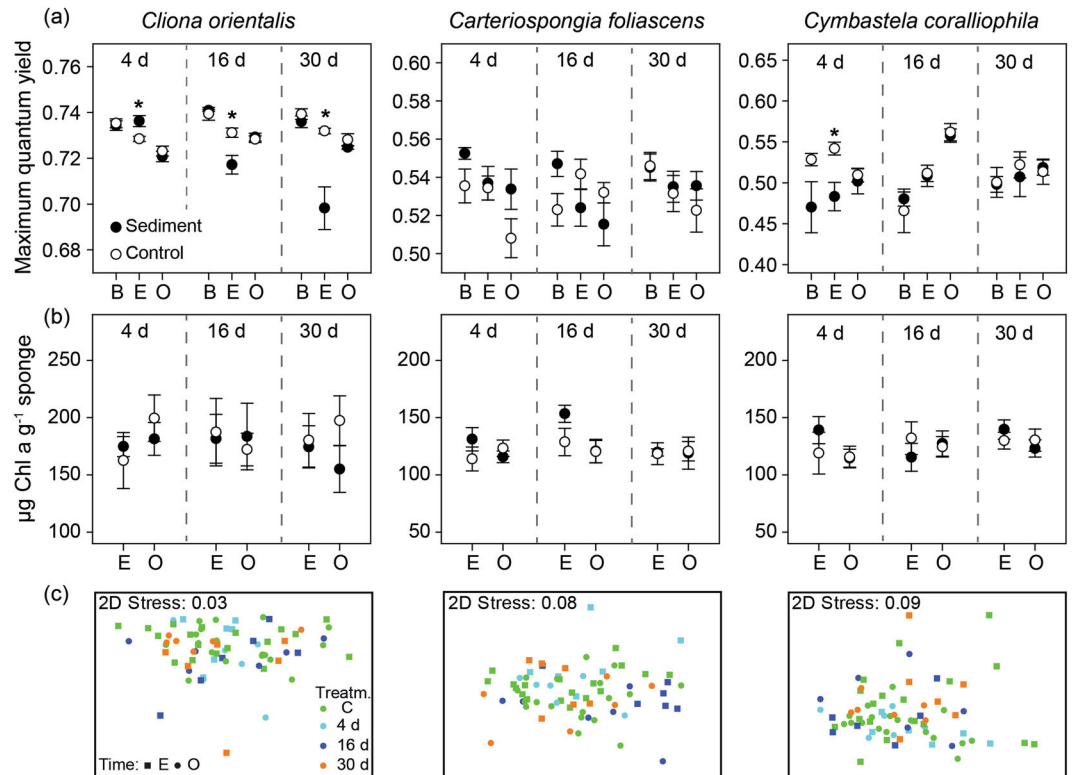 (a) Cliona orientalis Carteriospongia foliascens Cymbastela coralliophila
Maximum quantum yield
0.76 0.74 0.72 0.70 0.68
4 d 16 d 30 d
* * *
Sediment
Control
B E O B E O B E O
0.60 0.58 0.56 0.54 0.52 0.50
4 d 16 d 30 d
B E O B E O B E O
0.65 0.60 0.55 0.50 0.45 0.40
4 d 16 d 30 d
*
B E O B E O B E O
(b)
µg Chl a g⁻¹ sponge
250 200 150 100
4 d 16 d 30 d
E O E O E O
200 150 100 50
4 d 16 d 30 d
E O E O E O
200 150 100 50
4 d 16 d 30 d
E O E O E O
(c)
2D Stress: 0.03
Treatm.
C
4 d
16 d
30 d
Time: E O
2D Stress: 0.08
2D Stress: 0.09